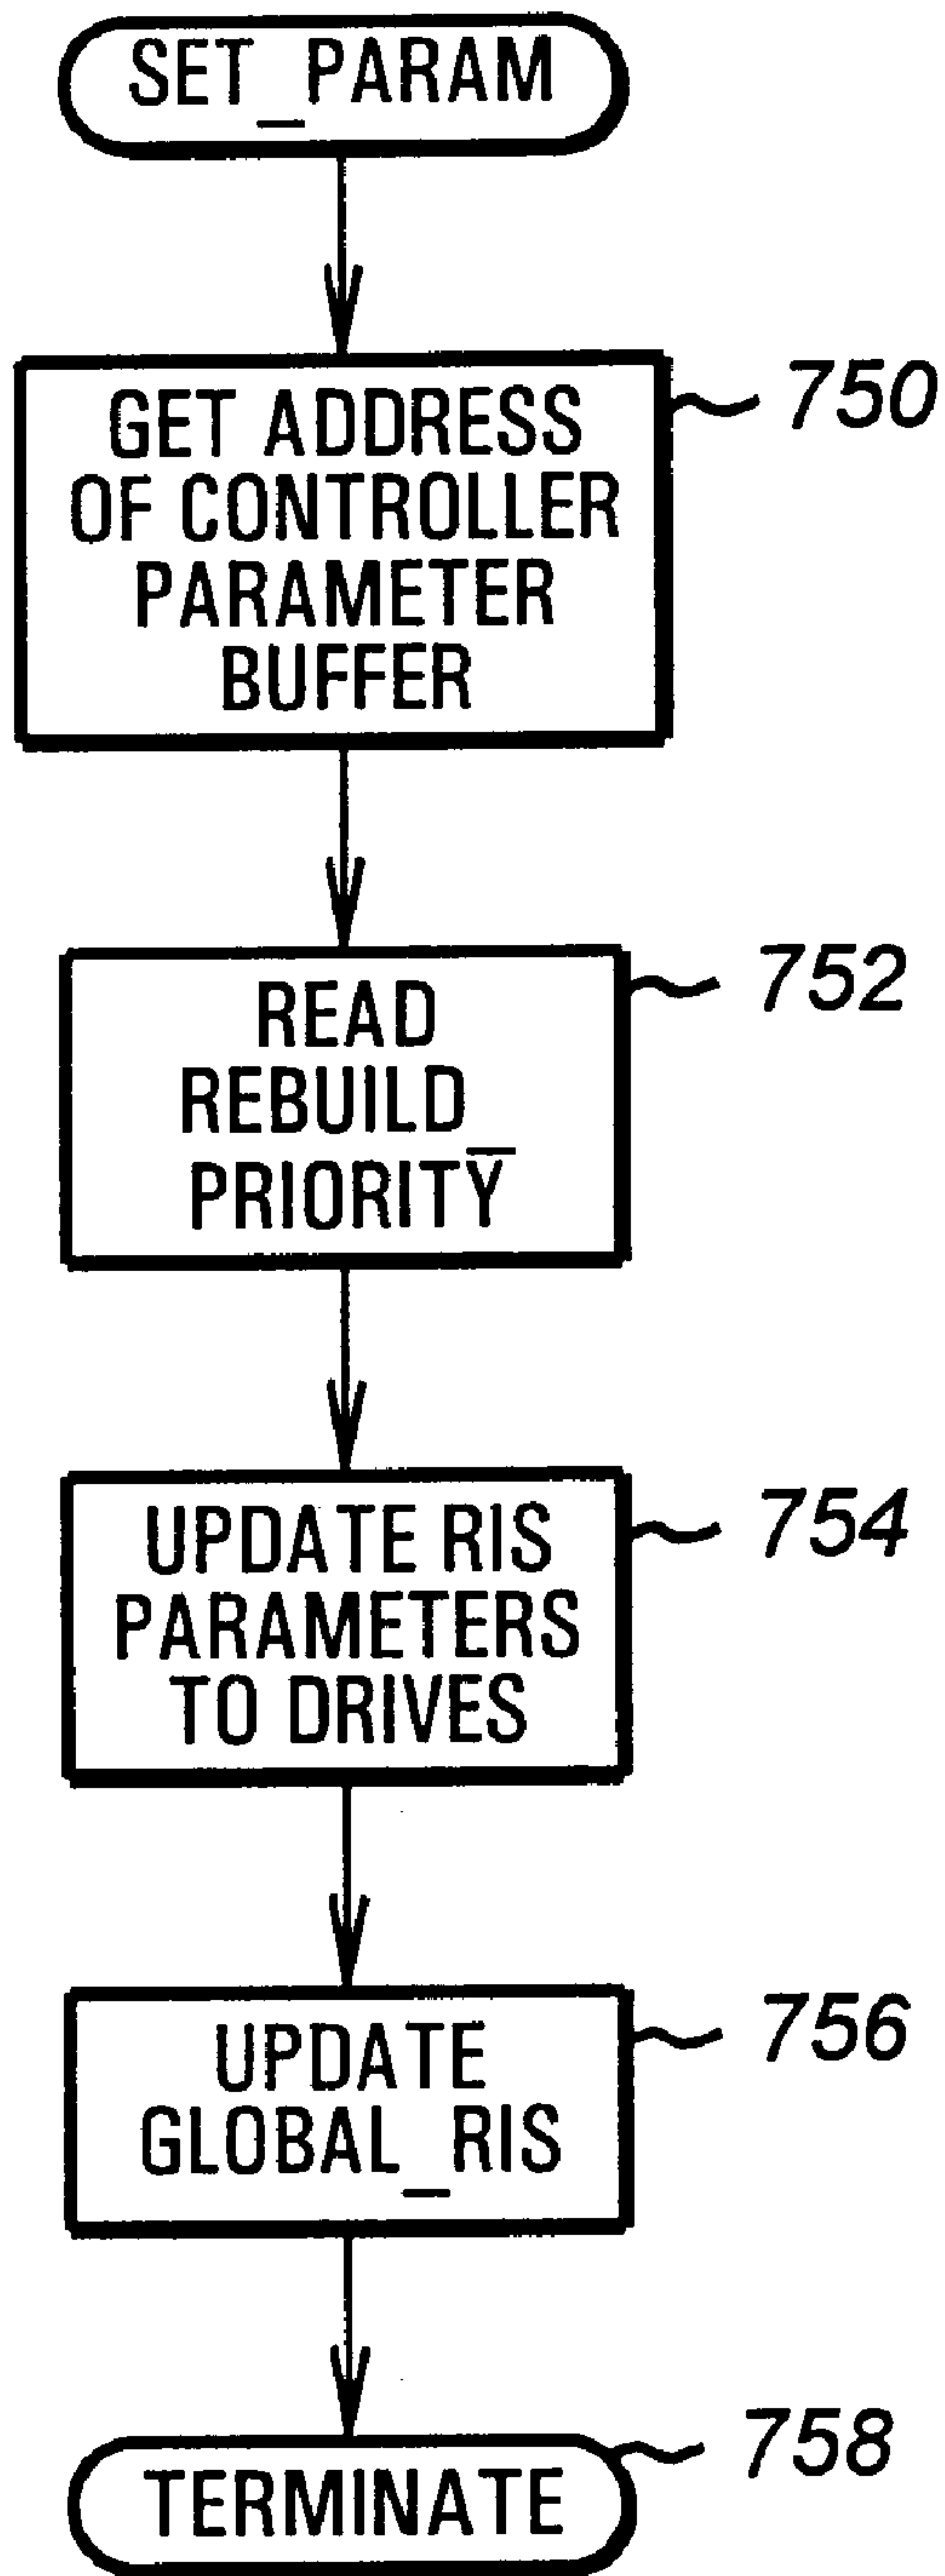 SET_PARAM
GET ADDRESS
OF CONTROLLER
PARAMETER
BUFFER
750
READ
REBUILD_
PRIORITY
752
UPDATE RIS
PARAMETERS
TO DRIVES
754
UPDATE
GLOBAL_RIS
756
TERMINATE
758